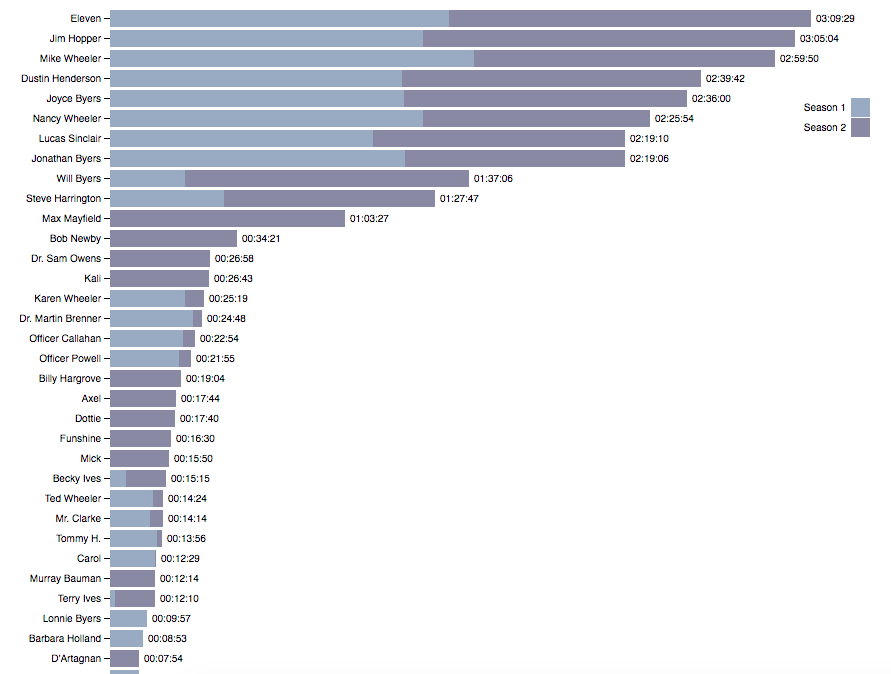 Eleven 03:09:29
Jim Hopper 03:05:04
Mike Wheeler 02:59:50
Dustin Henderson 02:39:42
Joyce Byers 02:36:00
Season 1
Nancy Wheeler 02:25:54
Season 2
Lucas Sinclair 02:19:10
Jonathan Byers 02:19:06
Will Byers 01:37:06
Steve Harrington 01:27:47
Max Mayfield 01:03:27
Bob Newby 00:34:21
Dr. Sam Owens 00:26:58
Kali 00:26:43
Karen Wheeler 00:25:19
Dr. Martin Brenner 00:24:48
Officer Callahan 00:22:54
Officer Powell 00:21:55
Billy Hargrove 00:19:04
Axel 00:17:44
Dottie 00:17:40
Funshine 00:16:30
Mick 00:15:50
Becky Ives 00:15:15
Ted Wheeler 00:14:24
Mr. Clarke 00:14:14
Tommy H. 00:13:56
Carol 00:12:29
Murray Bauman 00:12:14
Terry Ives 00:12:10
Lonnie Byers 00:09:57
Barbara Holland 00:08:53
D'Artagnan 00:07:54